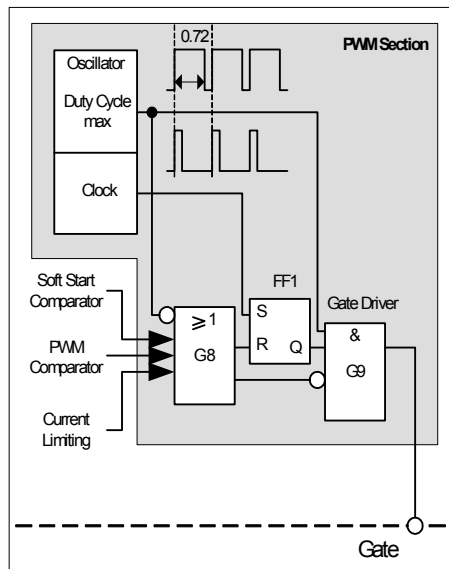 0.72
PWM Section
Oscillator
Duty Cycle
max
Clock
Soft Start
Comparator
FF1
Gate Driver
S
⩾ 1
&
PWM
Comparator
G8
R
Q
G9
Current
Limiting
Gate